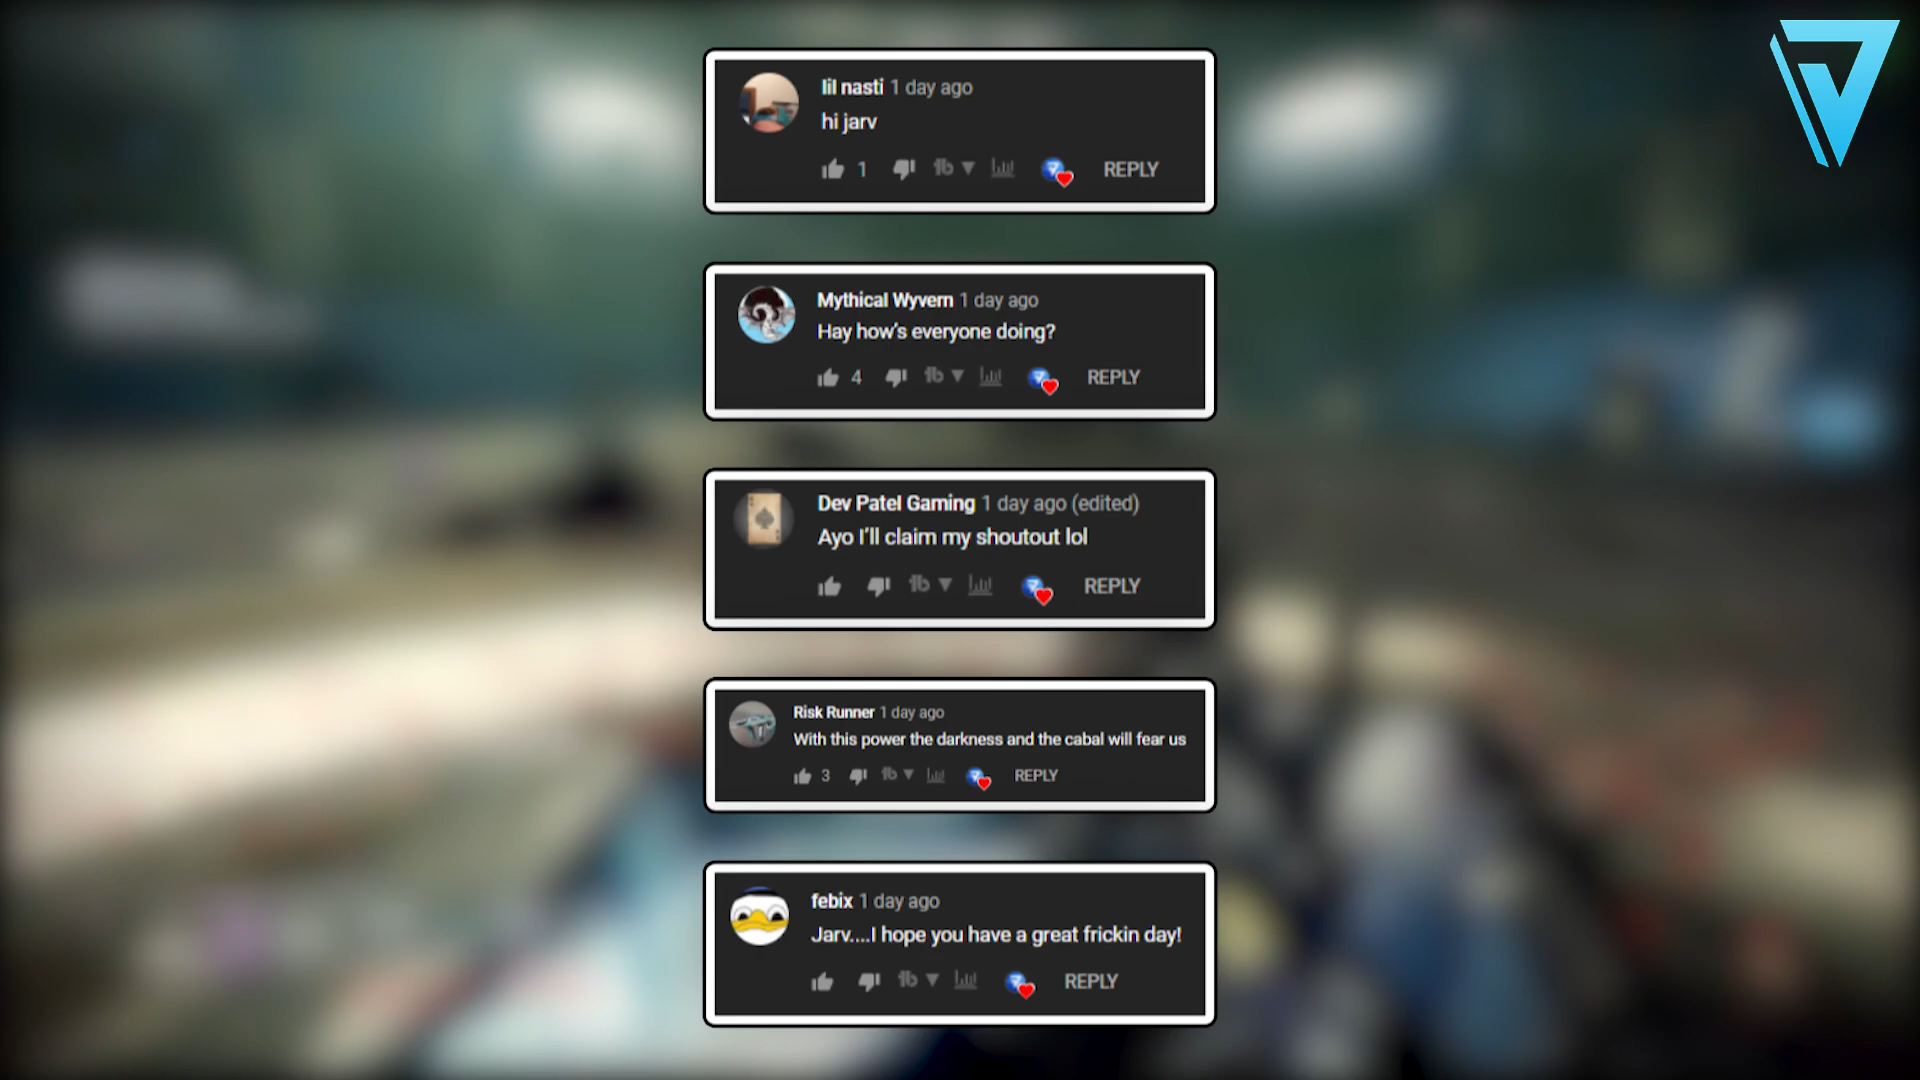 lil nasti 1 day ago
hi jarv
1 REPLY
Mythical Wyvern 1 day ago
Hay how's everyone doing?
4 REPLY
Dev Patel Gaming 1 day ago (edited)
Ayo I'll claim my shoutout lol
REPLY
Risk Runner 1 day ago
With this power the darkness and the cabal will fear us
3 REPLY
febix 1 day ago
Jarv....I hope you have a great frickin day!
REPLY